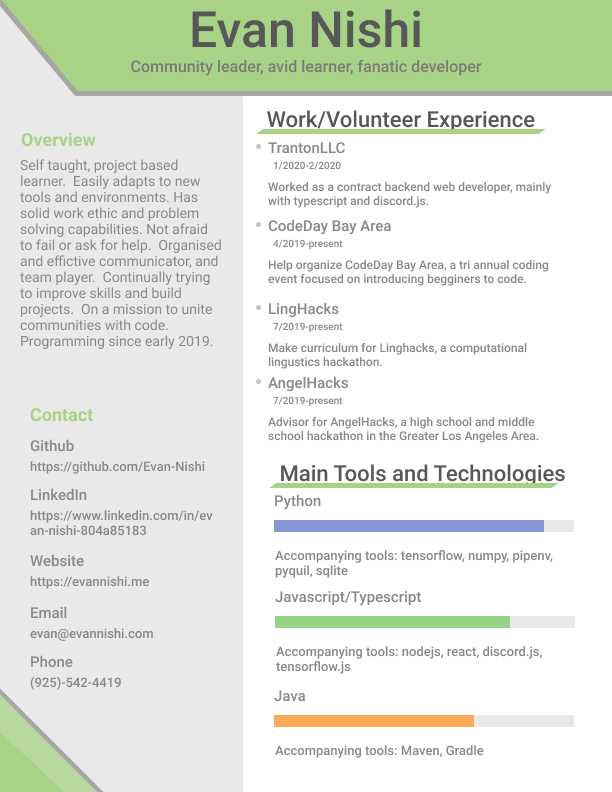 Evan Nishi
Community leader, avid learner, fanatic developer
Overview
Self taught, project based
learner.  Easily adapts to new
tools and environments. Has
solid work ethic and problem
solving capabilities. Not afraid
to fail or ask for help.  Organised
and effictive communicator, and
team player.  Continually trying
to improve skills and build
projects.  On a mission to unite
communities with code.
Programming since early 2019.
Contact
Github
https://github.com/Evan-Nishi
LinkedIn
https://www.linkedin.com/in/ev
an-nishi-804a85183
Website
https://evannishi.me
Email
evan@evannishi.com
Phone
(925)-542-4419
Work/Volunteer Experience
TrantonLLC
1/2020-2/2020
Worked as a contract backend web developer, mainly
with typescript and discord.js.
CodeDay Bay Area
4/2019-present
Help organize CodeDay Bay Area, a tri annual coding
event focused on introducing begginers to code.
LingHacks
7/2019-present
Make curriculum for Linghacks, a computational
lingustics hackathon.
AngelHacks
7/2019-present
Advisor for AngelHacks, a high school and middle
school hackathon in the Greater Los Angeles Area.
Main Tools and Technologies
Python
Accompanying tools: tensorflow, numpy, pipenv,
pyquil, sqlite
Javascript/Typescript
Accompanying tools: nodejs, react, discord.js,
tensorflow.js
Java
Accompanying tools: Maven, Gradle